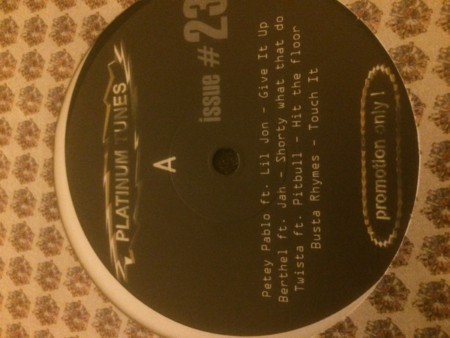 PLATINUM TUNES
issue # 23
A
Petey Pablo ft. Lil Jon - Give It Up
Berthel ft. Jah - Shorty what that do
Twista ft. Pitbull - Hit the floor
Busta Rhymes - Touch It
promotion only !